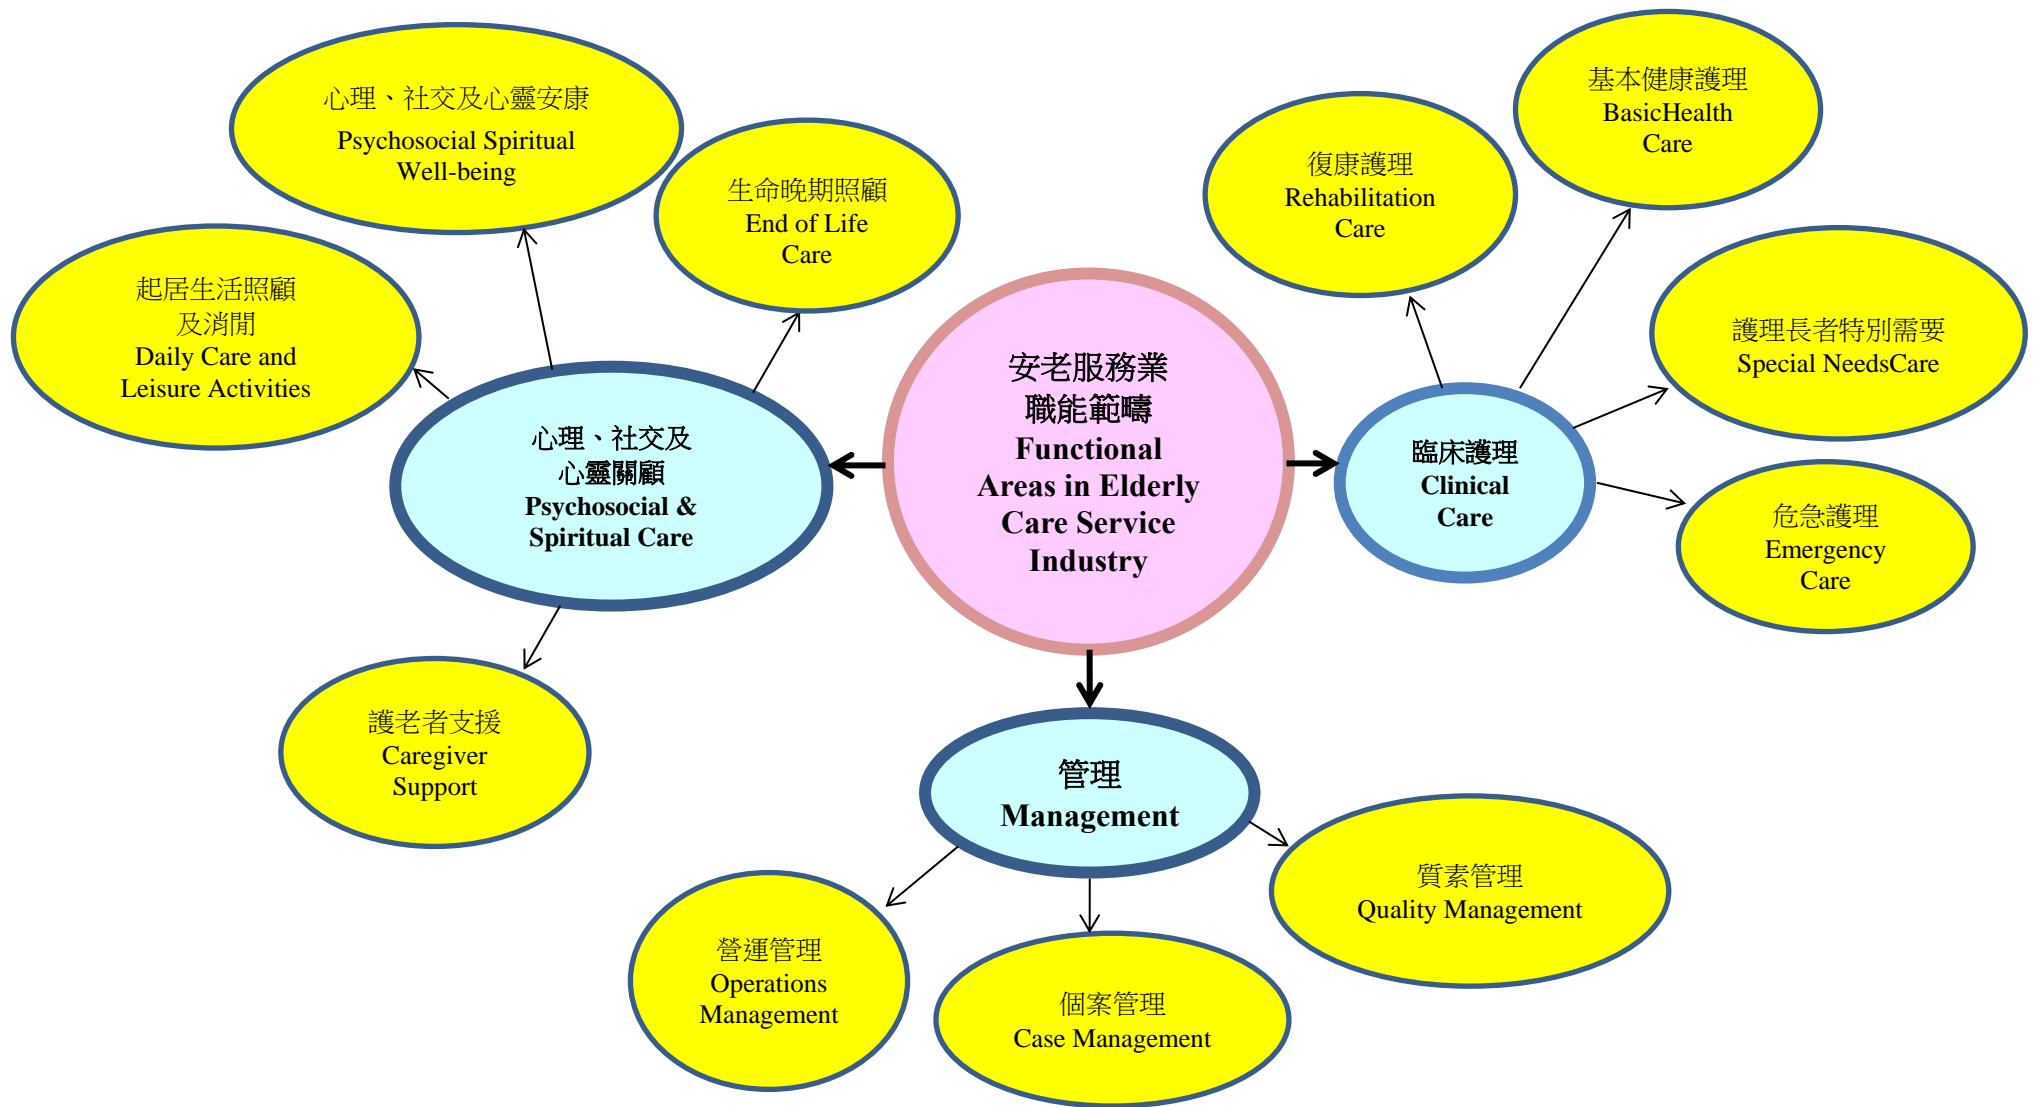 心理、社交及心靈安康
Psychosocial Spiritual
Well-being
生命晚期照顧
End of Life
Care
起居生活照顧
及消閒
Daily Care and
Leisure Activities
心理、社交及
心靈關顧
Psychosocial &
Spiritual Care
護老者支援
Caregiver
Support
安老服務業
職能範疇
Functional
Areas in Elderly
Care Service
Industry
基本健康護理
BasicHealth
Care
復康護理
Rehabilitation
Care
護理長者特別需要
Special NeedsCare
臨床護理
Clinical
Care
危急護理
Emergency
Care
管理
Management
質素管理
Quality Management
營運管理
Operations
Management
個案管理
Case Management